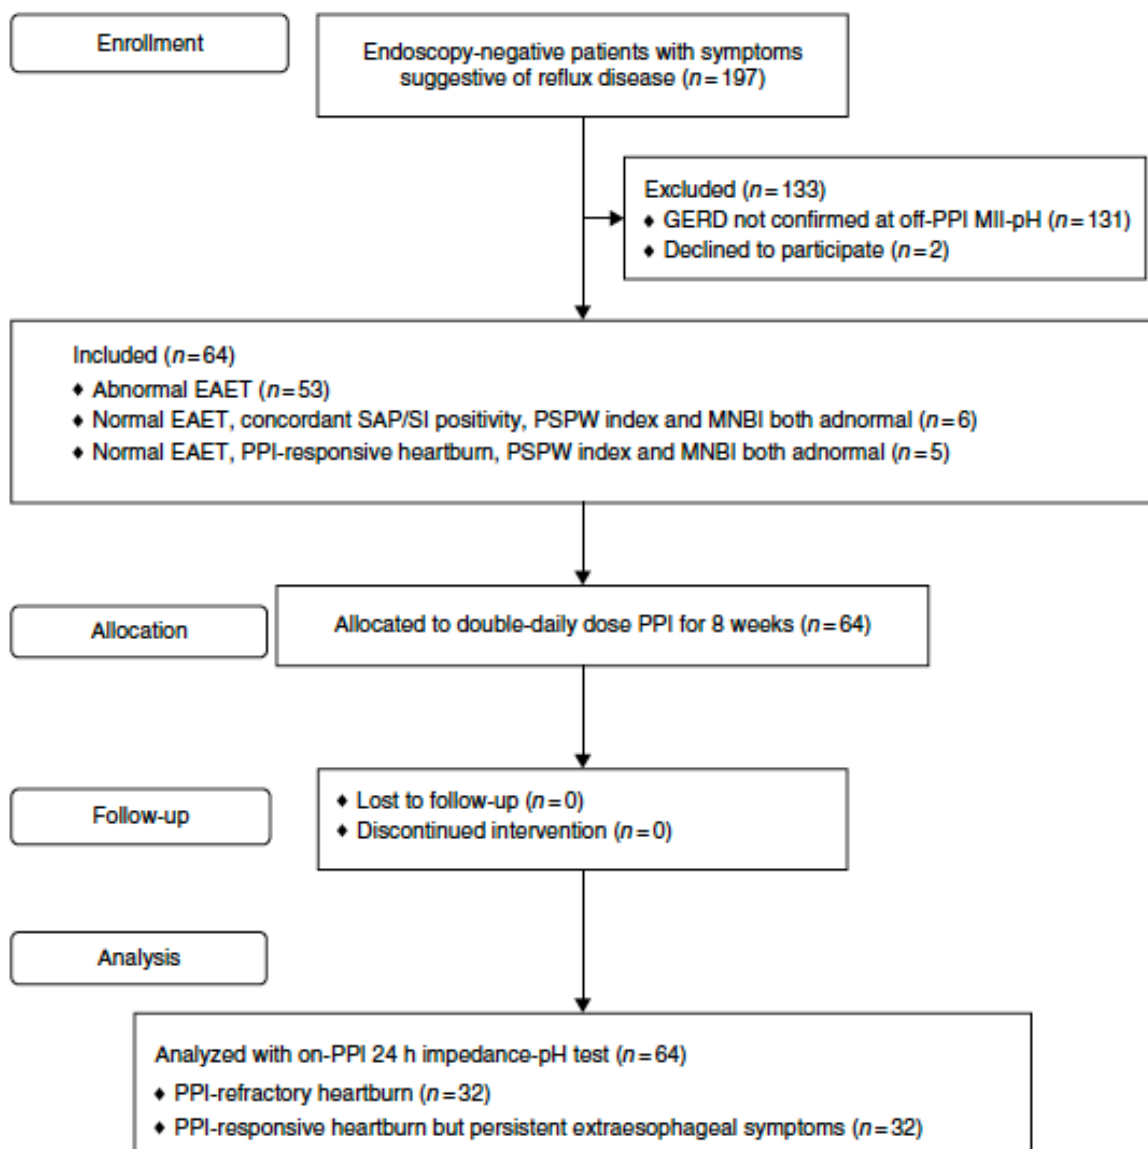 Enrollment
Endoscopy-negative patients with symptoms
suggestive of reflux disease (n=197)
Excluded (n=133)
♦ GERD not confirmed at off-PPI MII-pH (n=131)
♦ Declined to participate (n=2)
Included (n=64)
♦ Abnormal EAET (n=53)
♦ Normal EAET, concordant SAP/SI positivity, PSPW index and MNBI both adnormal (n=6)
♦ Normal EAET, PPI-responsive heartburn, PSPW index and MNBI both adnormal (n=5)
Allocation
Allocated to double-daily dose PPI for 8 weeks (n=64)
Follow-up
♦ Lost to follow-up (n=0)
♦ Discontinued intervention (n=0)
Analysis
Analyzed with on-PPI 24 h impedance-pH test (n=64)
♦ PPI-refractory heartburn (n=32)
♦ PPI-responsive heartburn but persistent extraesophageal symptoms (n=32)